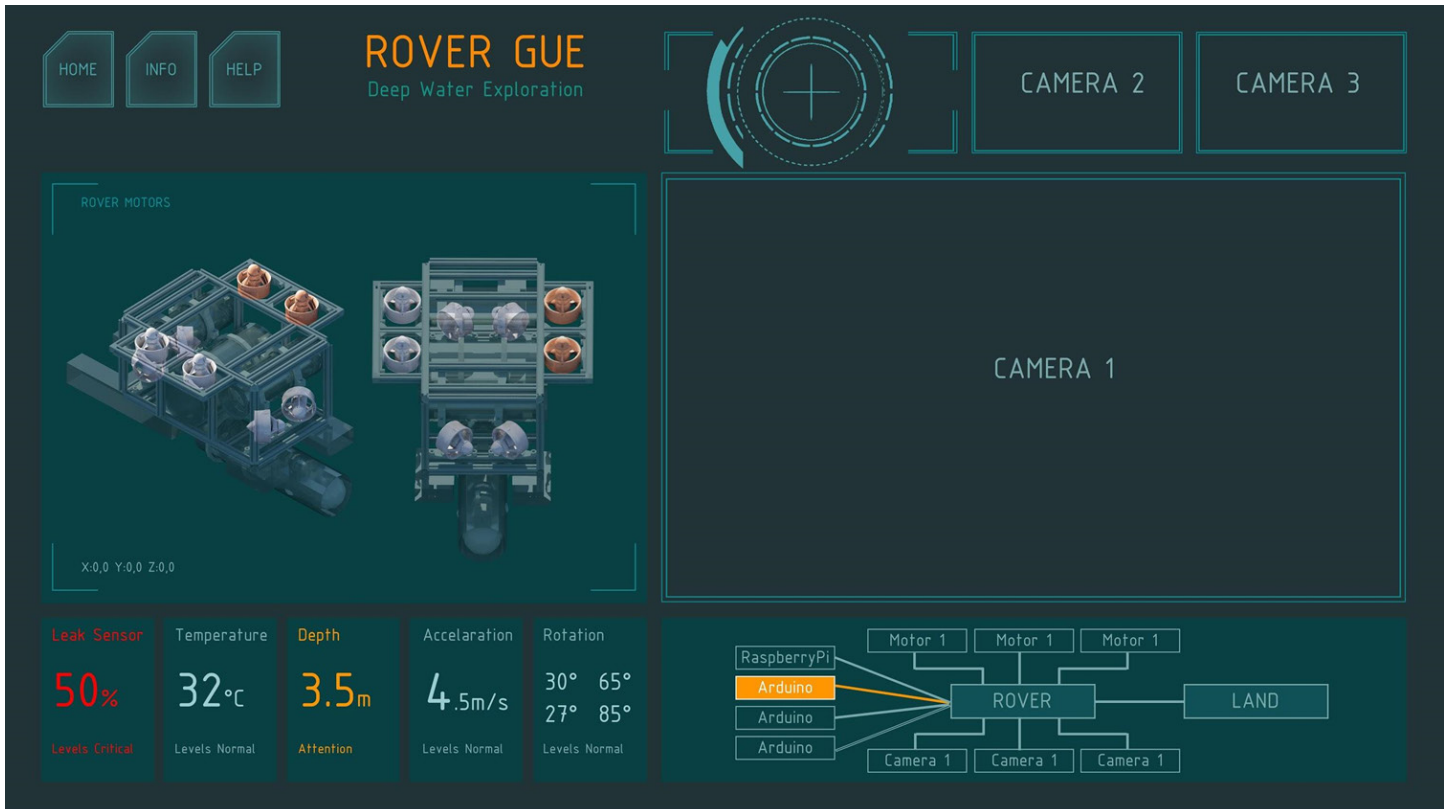 HOME
INFO
HELP
ROVER GUE
Deep Water Exploration
CAMERA 2
CAMERA 3
ROVER MOTORS
X:0,0 Y:0,0 Z:0,0
CAMERA 1
Leak Sensor
50%
Levels Critical
Temperature
32°C
Levels Normal
Depth
3.5m
Attention
Accelaration
4.5m/s
Levels Normal
Rotation
30° 65°
27° 85°
Levels Normal
RaspberryPi
Arduino
Arduino
Arduino
Motor 1
Motor 1
Motor 1
ROVER
LAND
Camera 1
Camera 1
Camera 1